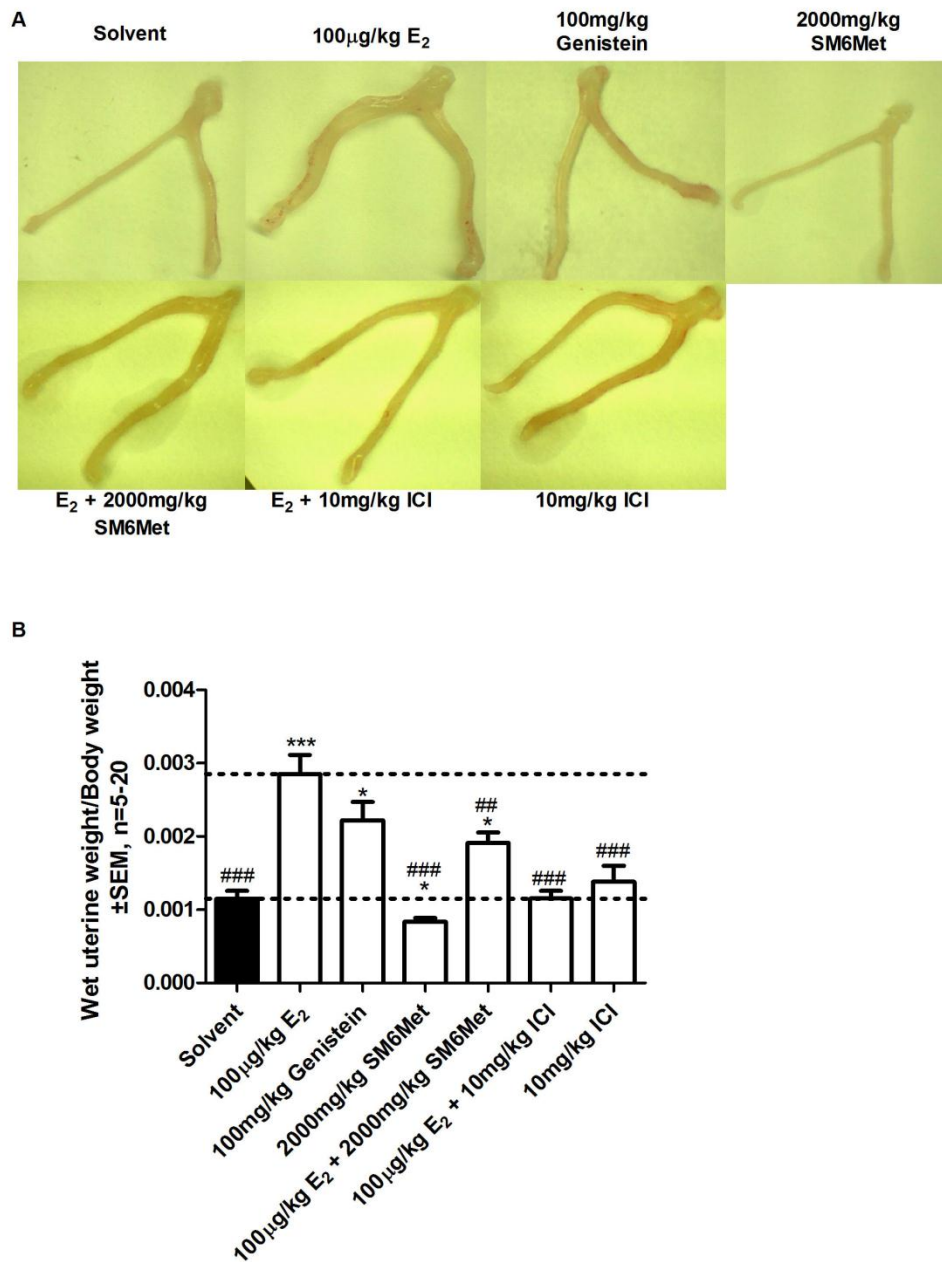 A
Solvent
100µg/kg E₂
100mg/kg
Genistein
2000mg/kg
SM6Met
E₂ + 2000mg/kg
SM6Met
E₂ + 10mg/kg ICI
10mg/kg ICI
B
Wet uterine weight/Body weight
±SEM, n=5-20
0.004
0.003
0.002
0.001
0.000
###
***
*
###
*
##
*
###
###
Solvent
100µg/kg E₂
100mg/kg Genistein
2000mg/kg SM6Met
100µg/kg E₂ + 2000mg/kg SM6Met
100µg/kg E₂ + 10mg/kg ICI
10mg/kg ICI